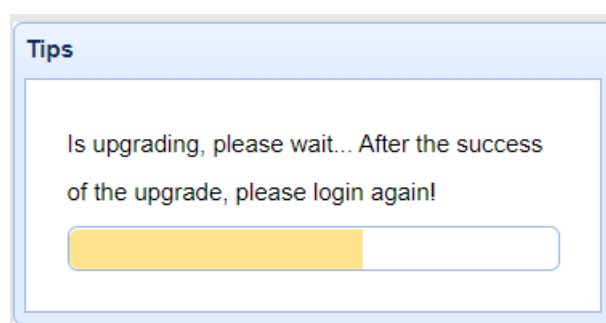 Tips
Is upgrading, please wait... After the success
of the upgrade, please login again!